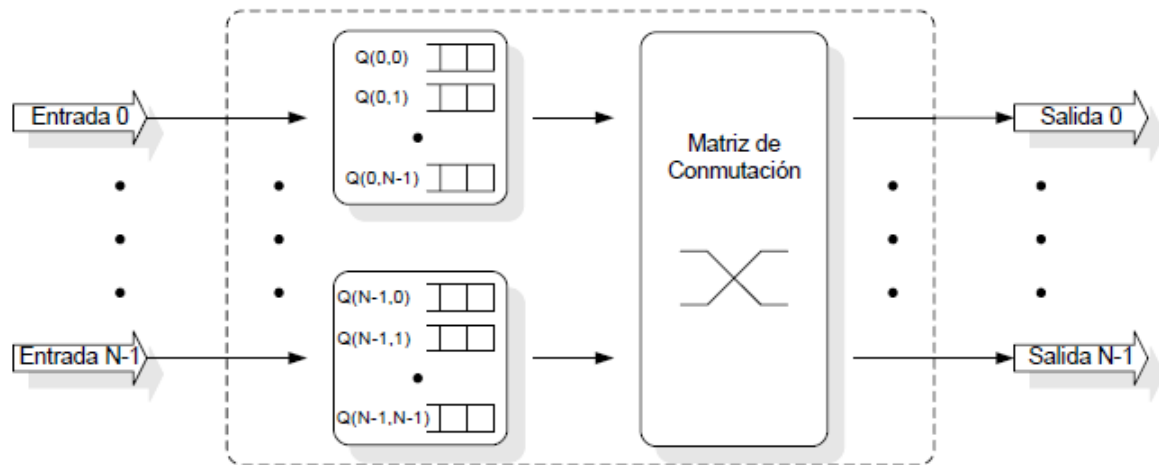 Entrada 0
Q(0,0)
Q(0,1)
Q(0,N-1)
Matriz de
Conmutación
Salida 0
Entrada N-1
Q(N-1,0)
Q(N-1,1)
Q(N-1,N-1)
Salida N-1